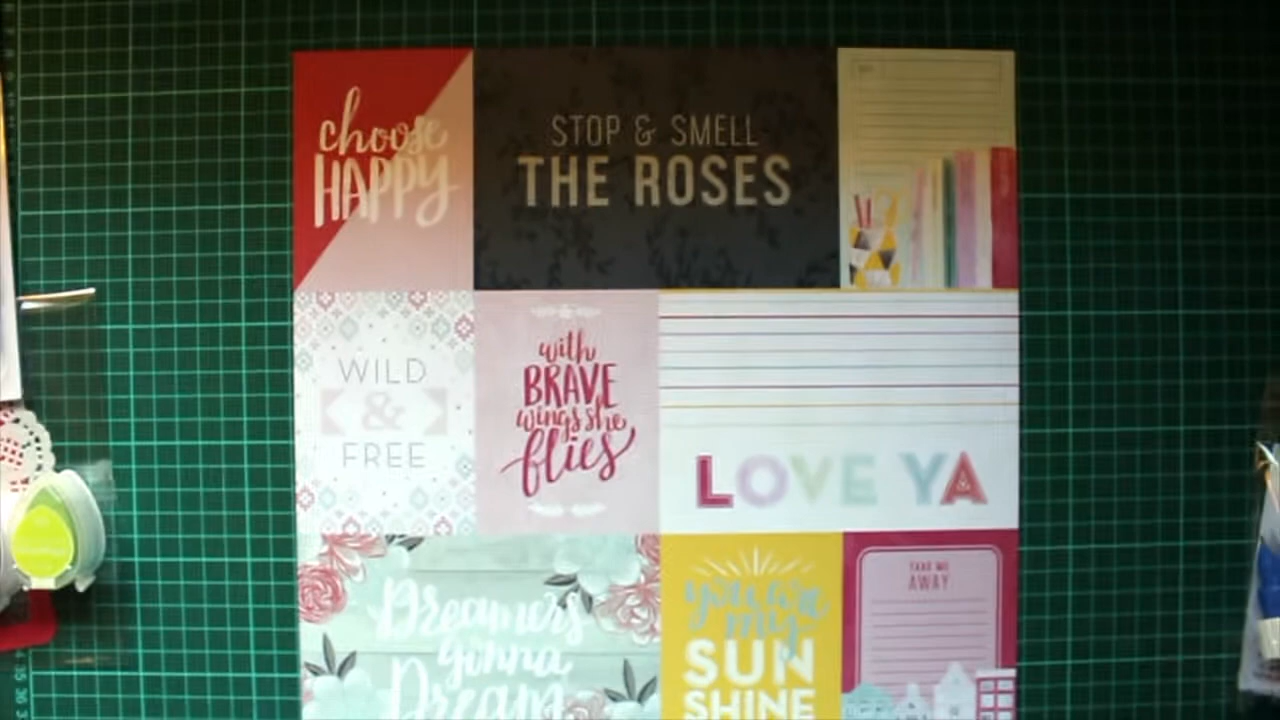 choose
HAPPY
STOP & SMELL
THE ROSES
WILD
&
FREE
with
BRAVE
wings she
flies
LOVE YA
Dreamers
gonna
Dream
you are
my
SUN
SHINE
TAKE ME
AWAY